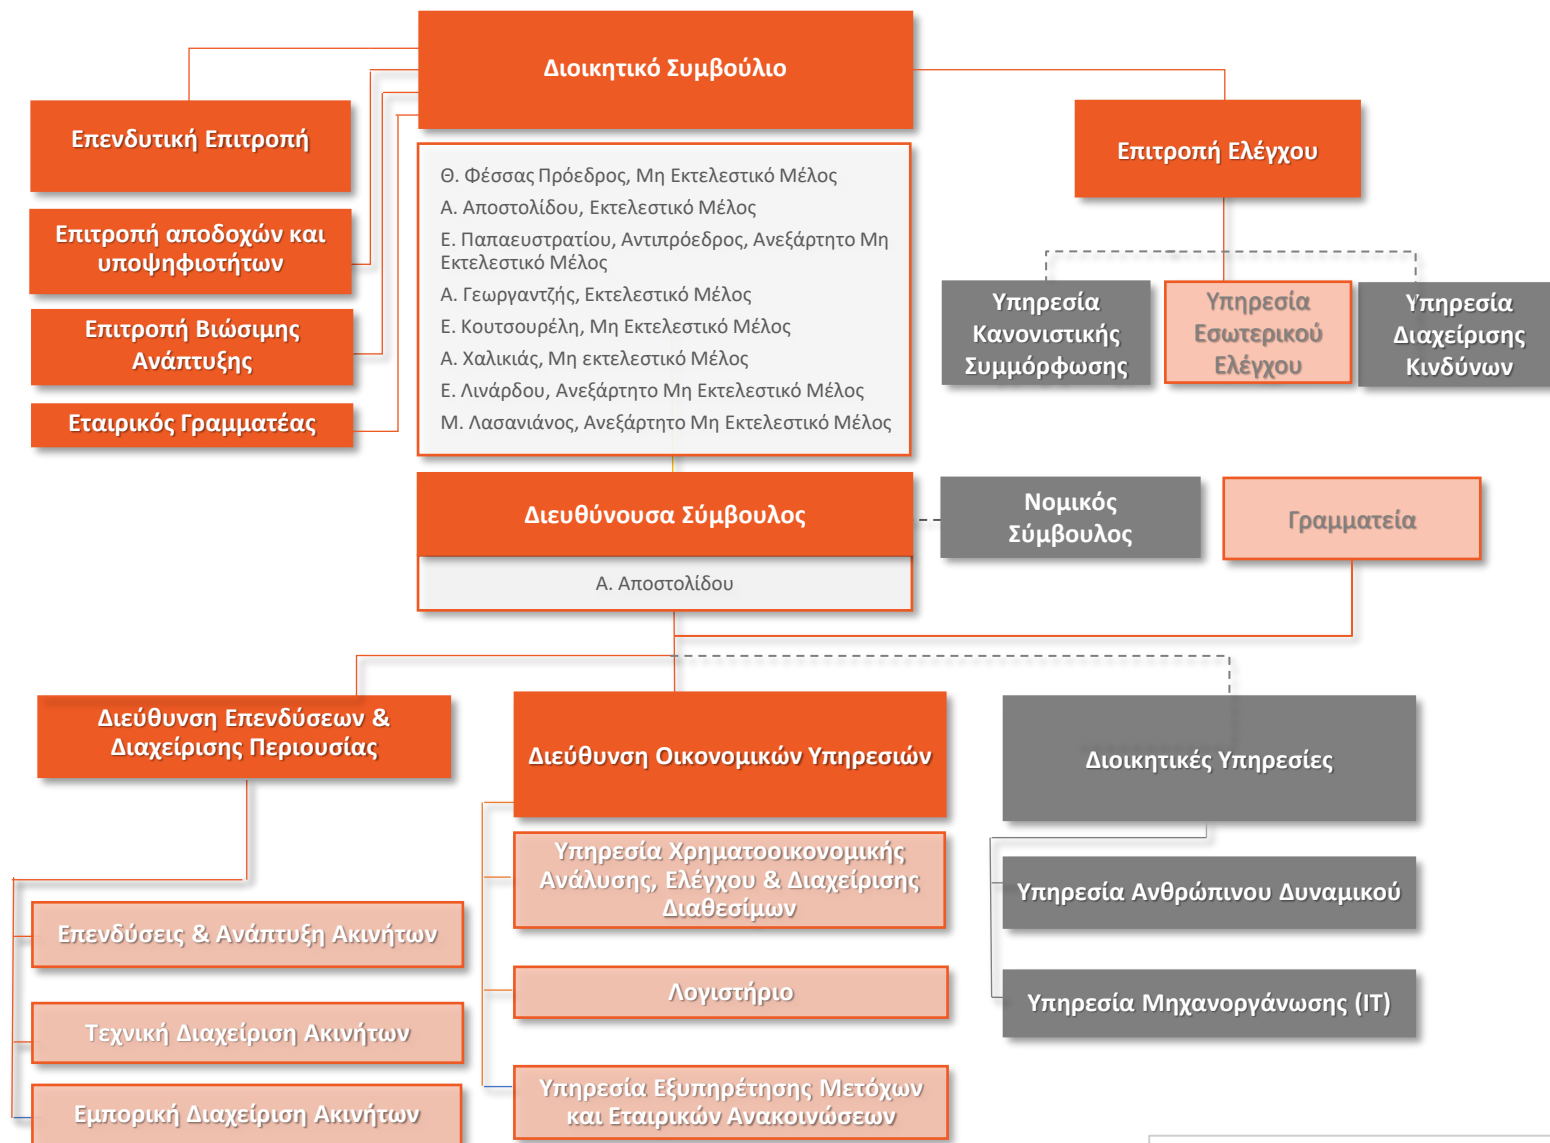 Διοικητικό Συμβούλιο
Επενδυτική Επιτροπή
Επιτροπή αποδοχών και
υποψηφιοτήτων
Επιτροπή Βιώσιμης
Ανάπτυξης
Εταιρικός Γραμματέας
Θ. Φέσσας Πρόεδρος, Μη Εκτελεστικό Μέλος
Α. Αποστολίδου, Εκτελεστικό Μέλος
Ε. Παπαευστρατίου, Αντιπρόεδρος, Ανεξάρτητο Μη
Εκτελεστικό Μέλος
Α. Γεωργαντζής, Εκτελεστικό Μέλος
Ε. Κουτσουρέλη, Μη Εκτελεστικό Μέλος
Α. Χαλικιάς, Μη εκτελεστικό Μέλος
Ε. Λινάρδου, Ανεξάρτητο Μη Εκτελεστικό Μέλος
Μ. Λασανιάνος, Ανεξάρτητο Μη Εκτελεστικό Μέλος
Επιτροπή Ελέγχου
Υπηρεσία
Κανονιστικής
Συμμόρφωσης
Υπηρεσία
Εσωτερικού
Ελέγχου
Υπηρεσία
Διαχείρισης
Κινδύνων
Διευθύνουσα Σύμβουλος
Α. Αποστολίδου
Νομικός
Σύμβουλος
Γραμματεία
Διεύθυνση Επενδύσεων &
Διαχείρισης Περιουσίας
Επενδύσεις & Ανάπτυξη Ακινήτων
Τεχνική Διαχείριση Ακινήτων
Εμπορική Διαχείριση Ακινήτων
Διεύθυνση Οικονομικών Υπηρεσιών
Υπηρεσία Χρηματοοικονομικής
Ανάλυσης, Ελέγχου & Διαχείρισης
Διαθεσίμων
Λογιστήριο
Υπηρεσία Εξυπηρέτησης Μετόχων
και Εταιρικών Ανακοινώσεων
Διοικητικές Υπηρεσίες
Υπηρεσία Ανθρώπινου Δυναμικού
Υπηρεσία Μηχανοργάνωσης (IT)